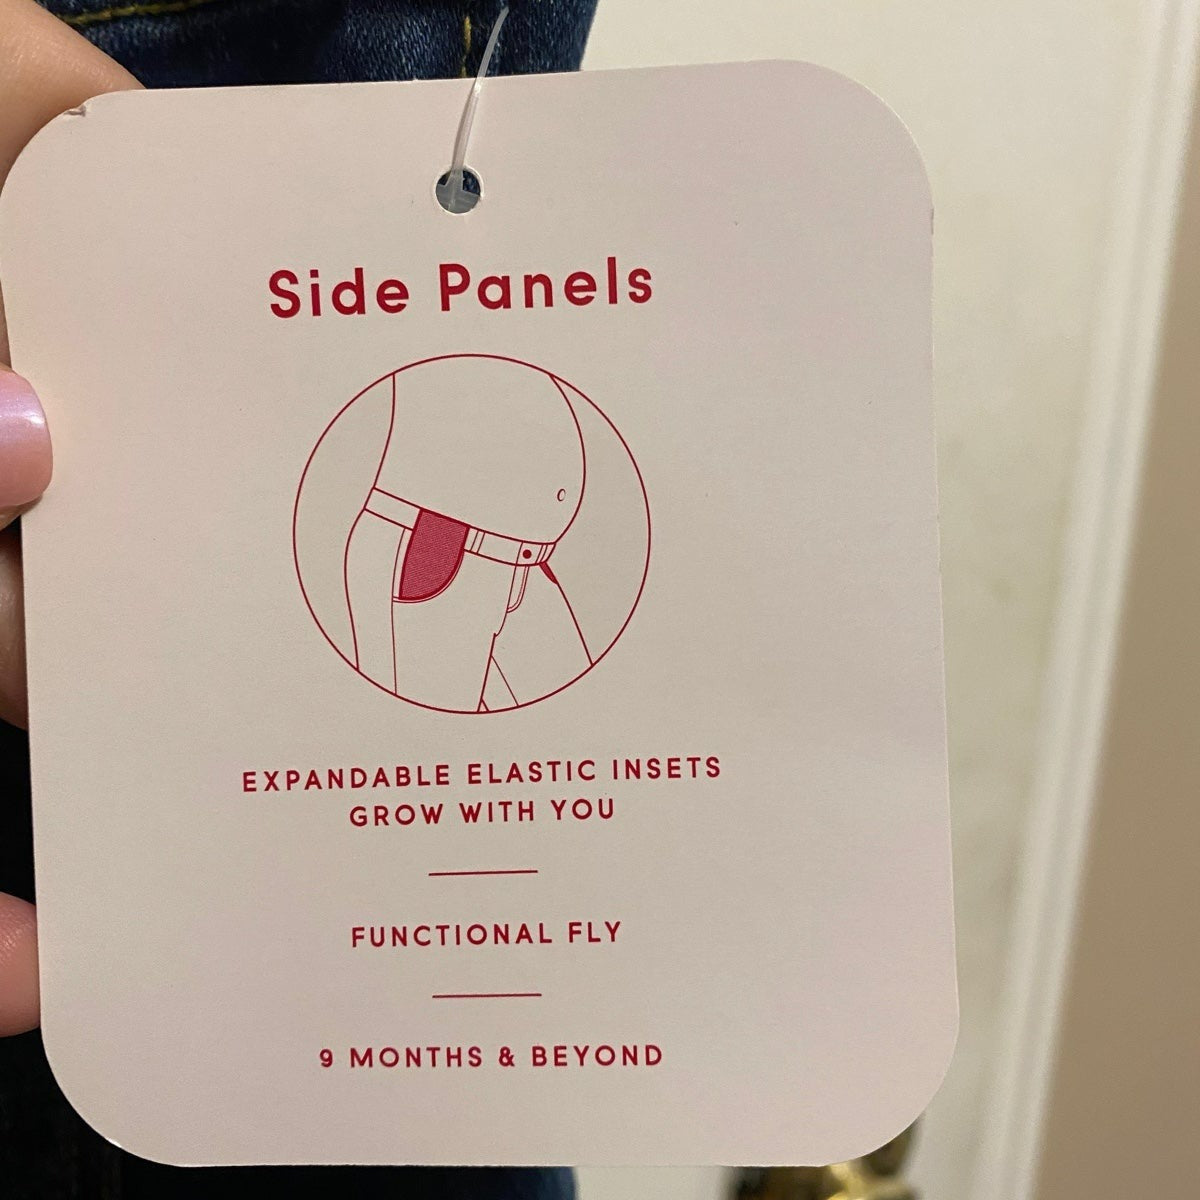 Side Panels
EXPANDABLE ELASTIC INSETS
GROW WITH YOU
FUNCTIONAL FLY
9 MONTHS & BEYOND